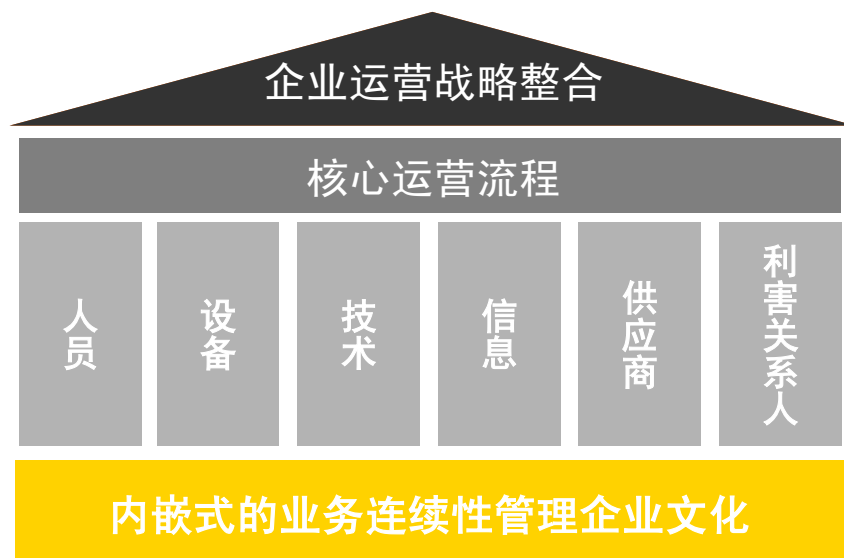 企业运营战略整合
核心运营流程
人员
设备
技术
信息
供应商
利害关系人
内嵌式的业务连续性管理企业文化